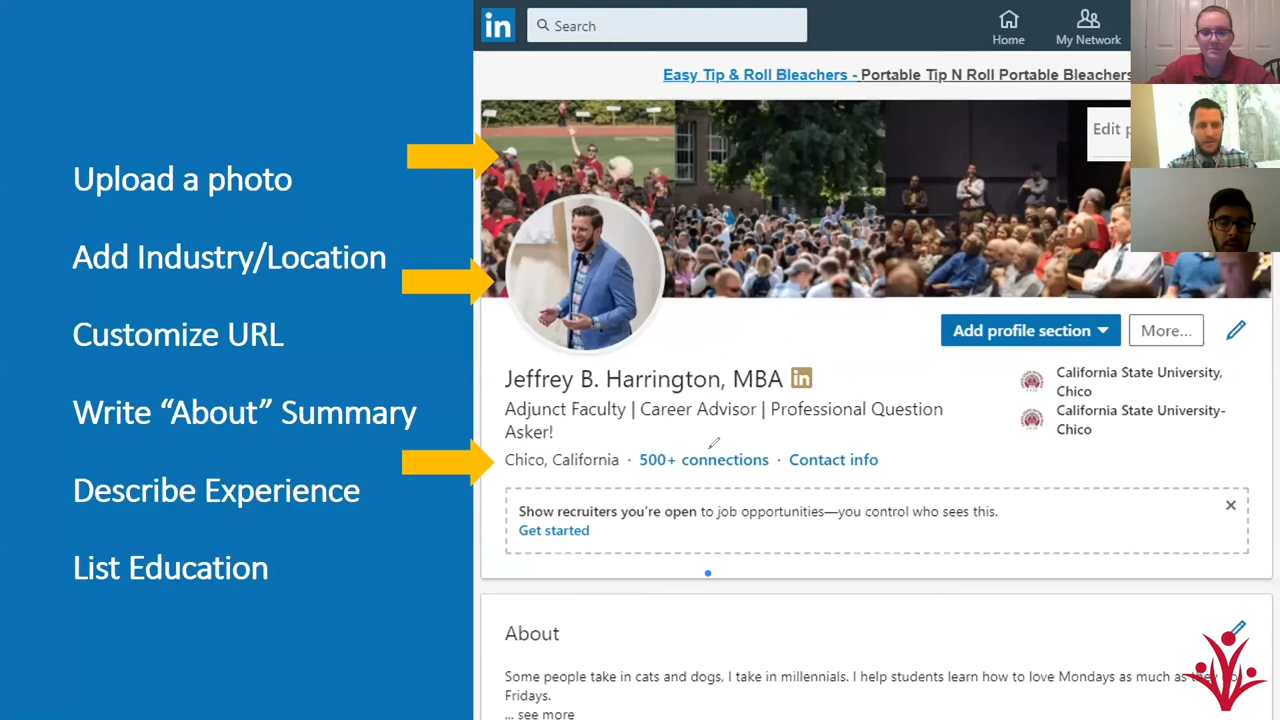 Upload a photo
Add Industry/Location
Customize URL
Write “About” Summary
Describe Experience
List Education
in
Search
Home
My Network
Easy Tip & Roll Bleachers - Portable Tip N Roll Portable Bleachers
Edit
Add profile section
More...
Jeffrey B. Harrington, MBA in
Adjunct Faculty | Career Advisor | Professional Question
Asker!
Chico, California · 500+ connections · Contact info
California State University,
Chico
California State University-
Chico
Show recruiters you’re open to job opportunities—you control who sees this.
Get started
About
Some people take in cats and dogs, I take in millennials. I help students learn how to love Mondays as much as
Fridays.
... see more